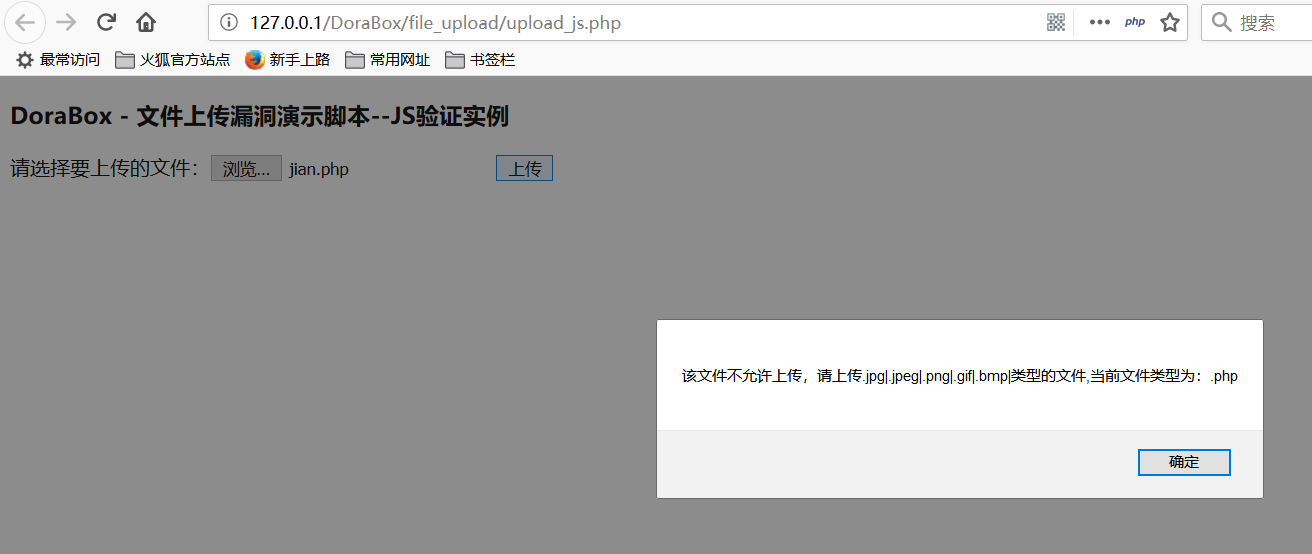 127.0.0.1/DoraBox/file_upload/upload_js.php php 搜索
最常访问 火狐官方站点 新手上路 常用网址 书签栏
DoraBox - 文件上传漏洞演示脚本--JS验证实例
请选择要上传的文件：浏览... jian.php 上传
该文件不允许上传，请上传.jpg|.jpeg|.png|.gif|.bmp|类型的文件,当前文件类型为：.php
确定